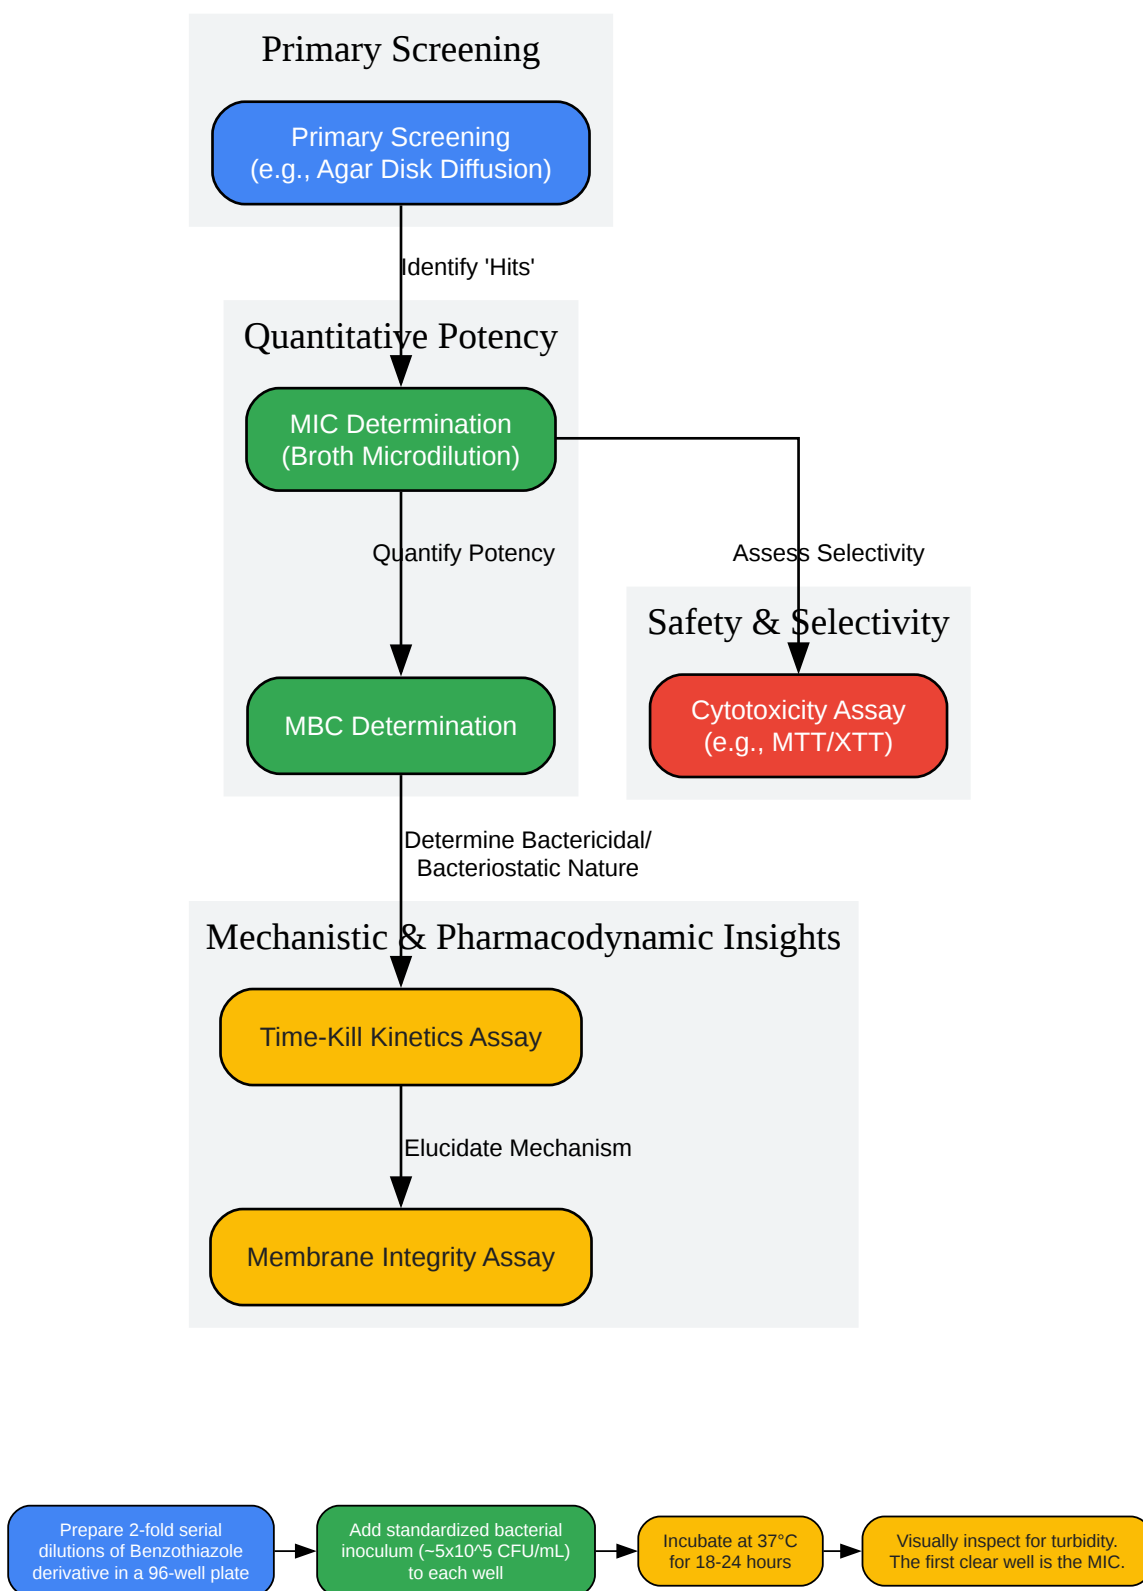 Primary Screening
Primary Screening
(e.g., Agar Disk Diffusion)
Identify 'Hits'
Quantitative Potency
MIC Determination
(Broth Microdilution)
Quantify Potency
Assess Selectivity
Safety & Selectivity
MBC Determination
Cytotoxicity Assay
(e.g., MTT/XTT)
Determine Bactericidal/
Bacteriostatic Nature
Mechanistic & Pharmacodynamic Insights
Time-Kill Kinetics Assay
Elucidate Mechanism
Membrane Integrity Assay
Prepare 2-fold serial
dilutions of Benzothiazole
derivative in a 96-well plate
Add standardized bacterial
inoculum (~5x10^5 CFU/mL)
to each well
Incubate at 37°C
for 18-24 hours
Visually inspect for turbidity.
The first clear well is the MIC.